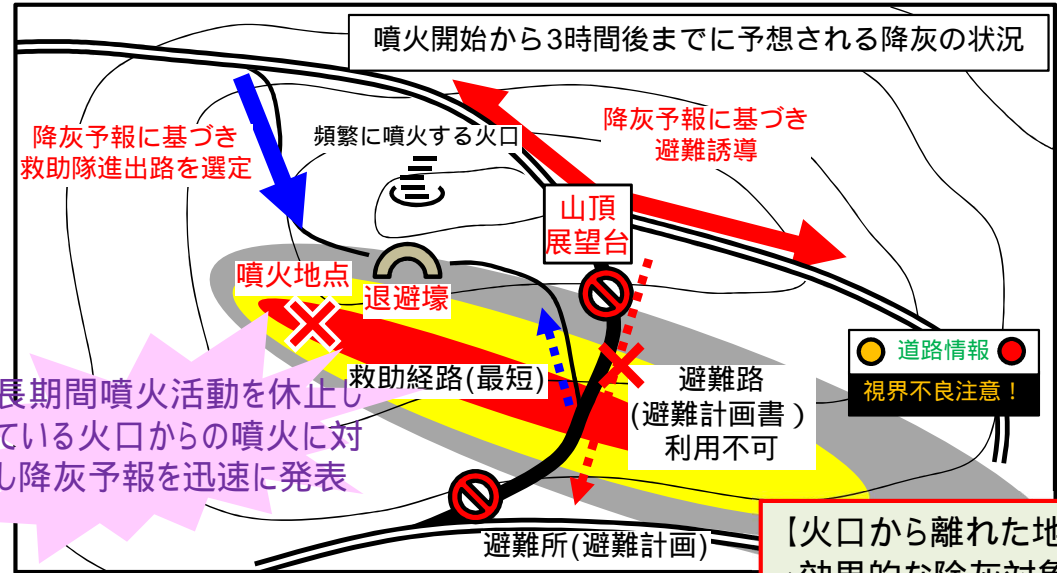 噴火開始から3時間後までに予想される降灰の状況
降灰予報に基づき
救助隊進出路を選定
頻繁に噴火する火口
降灰予報に基づき
避難誘導
山頂
展望台
噴火地点
退避壕
道路情報
視界不良注意！
救助経路(最短)
避難路
(避難計画書)
利用不可
長期間噴火活動を休止し
ている火口からの噴火に対
し降灰予報を迅速に発表
避難所(避難計画)
【火口から離れた地